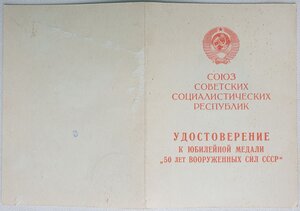 СОЮЗ
СОВЕТСКИХ
СОЦИАЛИСТИЧЕСКИХ
РЕСПУБЛИК
УДОСТОВЕРЕНИЕ
К ЮБИЛЕЙНОЙ МЕДАЛИ
„50 ЛЕТ ВООРУЖЕННЫХ СИЛ СССР“